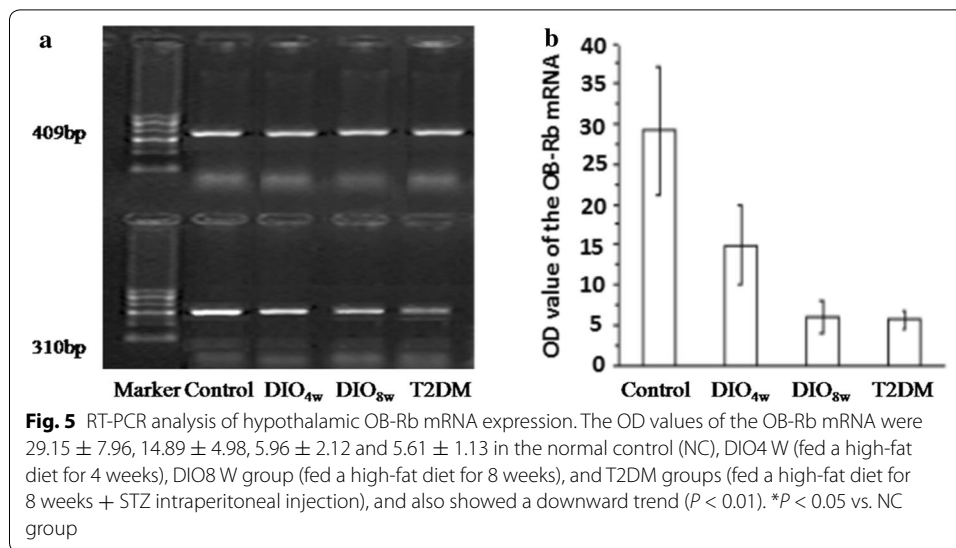 a
409bp
310bp
Marker Control DIO4w DIO8w T2DM
b
OD value of the OB-Rb mRNA
40
35
30
25
20
15
10
5
0
Control DIO4w DIO8w T2DM
Fig. 5 RT-PCR analysis of hypothalamic OB-Rb mRNA expression. The OD values of the OB-Rb mRNA were
29.15 ± 7.96, 14.89 ± 4.98, 5.96 ± 2.12 and 5.61 ± 1.13 in the normal control (NC), DIO4 W (fed a high-fat
diet for 4 weeks), DIO8 W group (fed a high-fat diet for 8 weeks), and T2DM groups (fed a high-fat diet for
8 weeks + STZ intraperitoneal injection), and also showed a downward trend (P < 0.01). *P < 0.05 vs. NC
group